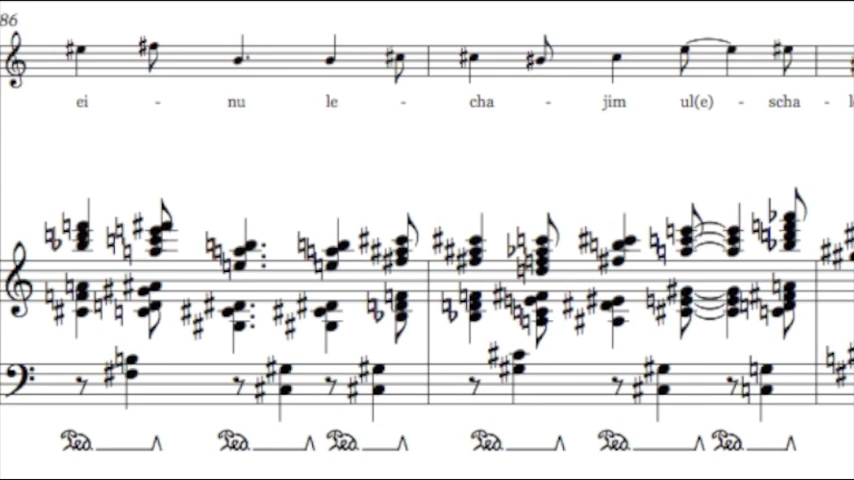 86
ei - nu le - cha - jim ul(e) - scha -
Ped. Ped. Ped. Ped. Ped. Ped.